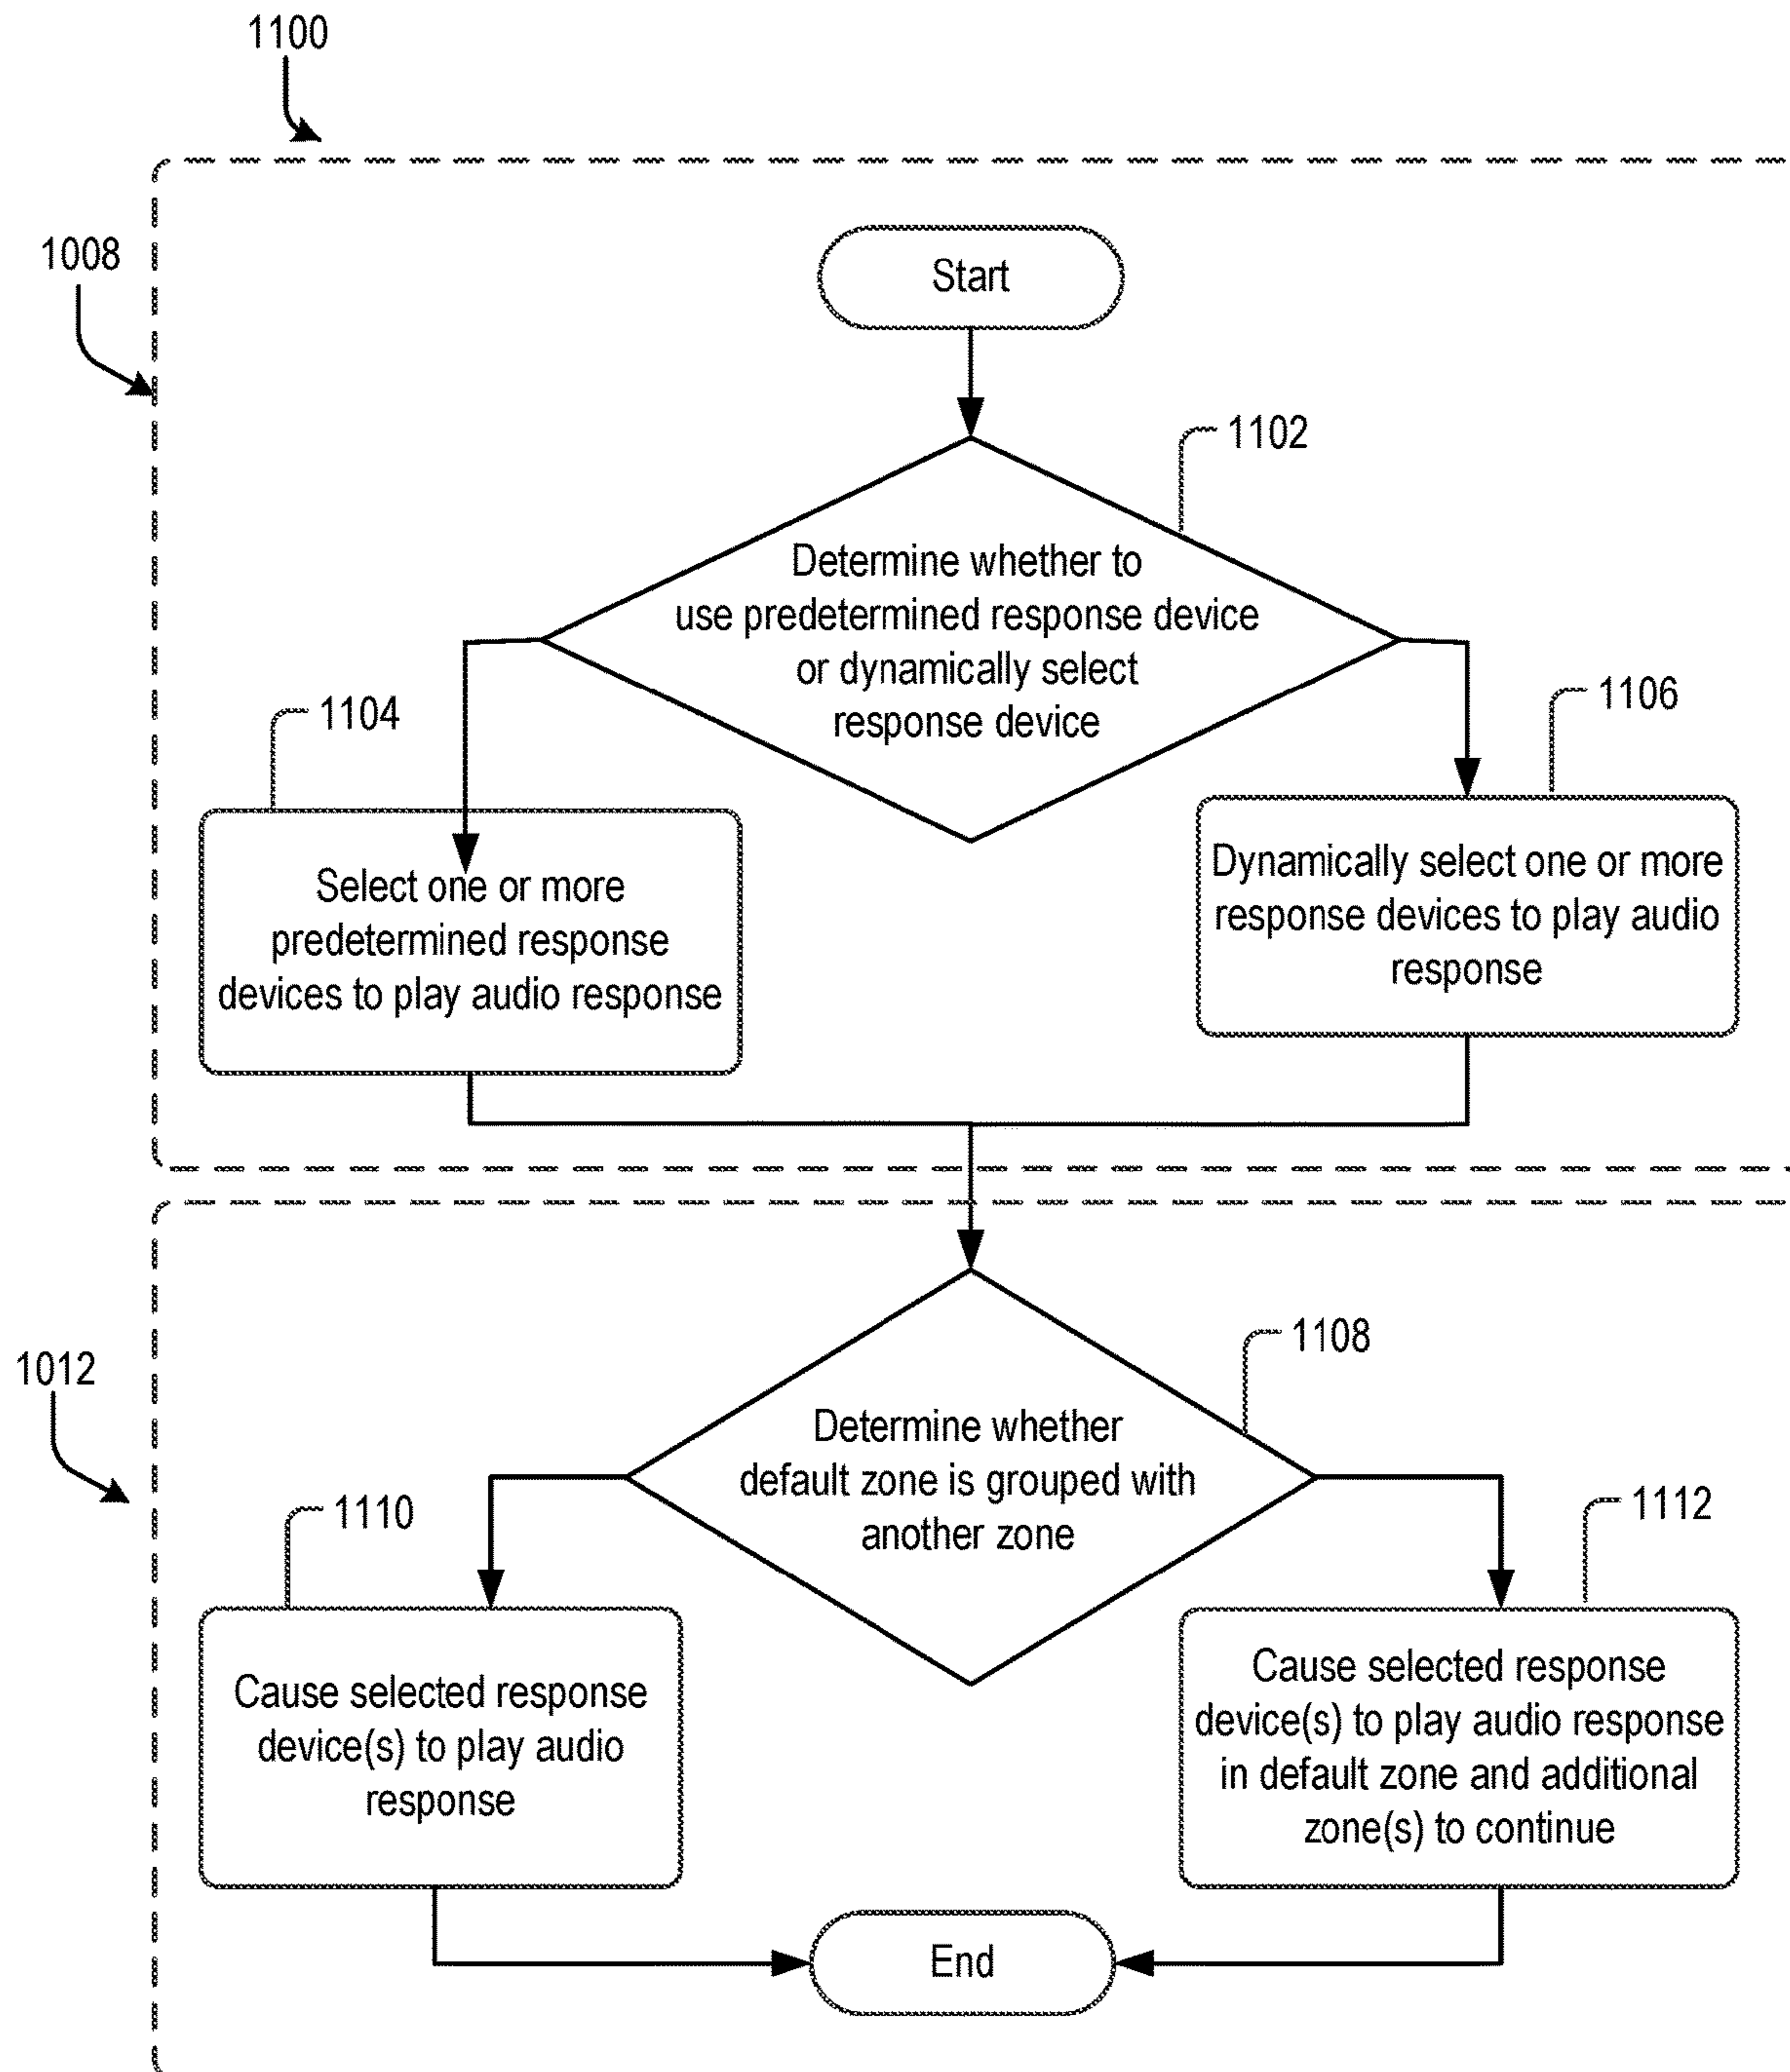 1100
1008
Start
1102
Determine whether to
use predetermined response device
or dynamically select
response device
1104
1106
Select one or more
predetermined response
devices to play audio response
Dynamically select one or more
response devices to play audio
response
1012
1108
Determine whether
default zone is grouped with
another zone
1110
1112
Cause selected response
device(s) to play audio
response
Cause selected response
device(s) to play audio response
in default zone and additional
zone(s) to continue
End